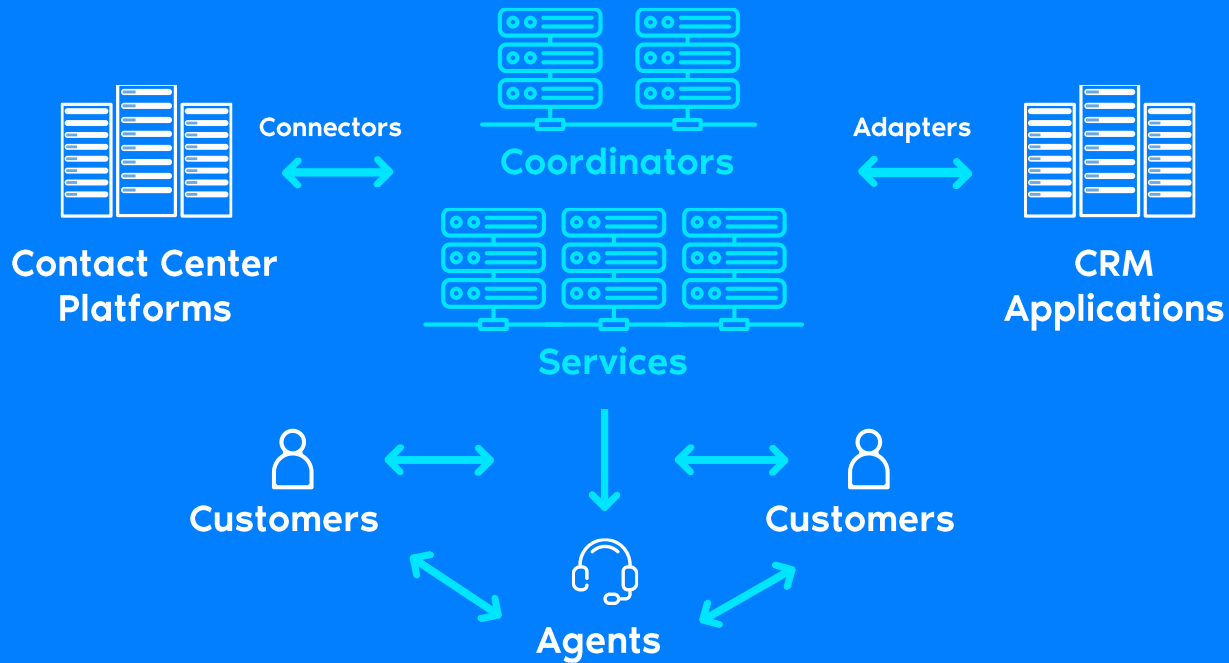 Connectors
Adapters
Coordinators
Contact Center
Platforms
CRM
Applications
Services
Customers
Customers
Agents